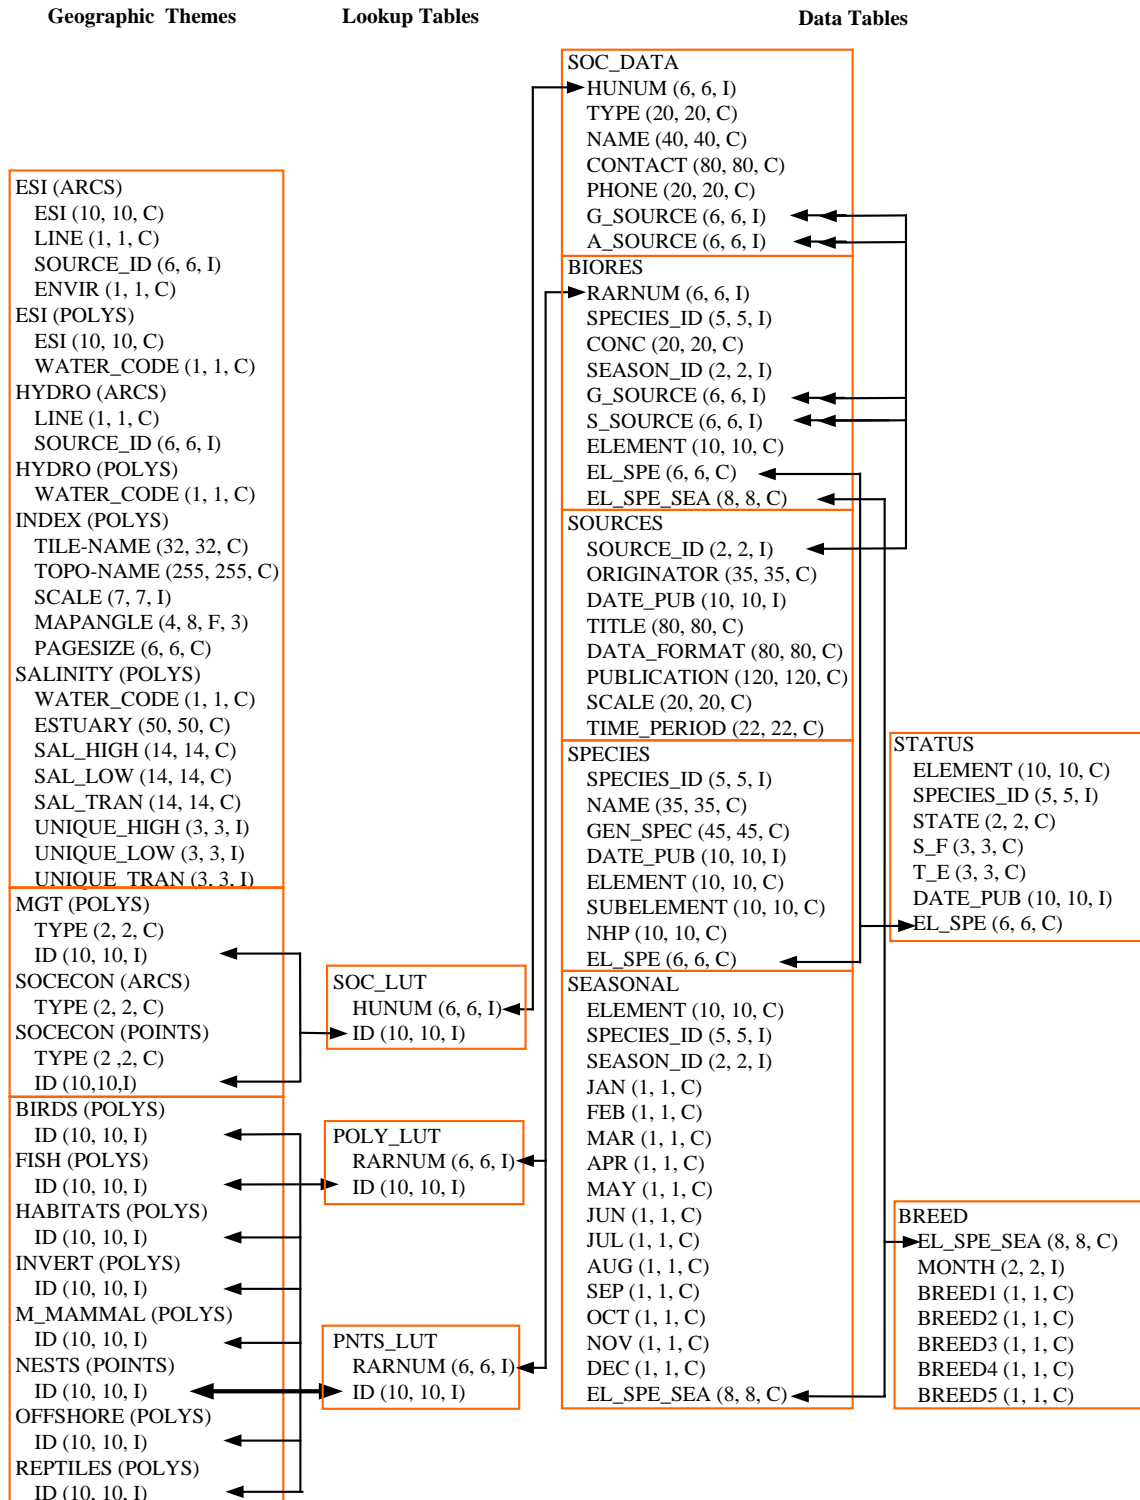 Geographic Themes
Lookup Tables
Data Tables
ESI (ARCS)
ESI (10, 10, C)
LINE (1, 1, C)
SOURCE_ID (6, 6, I)
ENVIR (1, 1, C)
ESI (POLYS)
ESI (10, 10, C)
WATER_CODE (1, 1, C)
HYDRO (ARCS)
LINE (1, 1, C)
SOURCE_ID (6, 6, I)
HYDRO (POLYS)
WATER_CODE (1, 1, C)
INDEX (POLYS)
TILE-NAME (32, 32, C)
TOPO-NAME (255, 255, C)
SCALE (7, 7, I)
MAPANGLE (4, 8, F, 3)
PAGESIZE (6, 6, C)
SALINITY (POLYS)
WATER_CODE (1, 1, C)
ESTUARY (50, 50, C)
SAL_HIGH (14, 14, C)
SAL_LOW (14, 14, C)
SAL_TRAN (14, 14, C)
UNIQUE_HIGH (3, 3, I)
UNIQUE_LOW (3, 3, I)
UNIQUE_TRAN (3, 3, I)
MGT (POLYS)
TYPE (2, 2, C)
ID (10, 10, I)
SOCECON (ARCS)
TYPE (2, 2, C)
SOCECON (POINTS)
TYPE (2 ,2, C)
ID (10,10,I)
BIRDS (POLYS)
ID (10, 10, I)
FISH (POLYS)
ID (10, 10, I)
HABITATS (POLYS)
ID (10, 10, I)
INVERT (POLYS)
ID (10, 10, I)
M_MAMMAL (POLYS)
ID (10, 10, I)
NESTS (POINTS)
ID (10, 10, I)
OFFSHORE (POLYS)
ID (10, 10, I)
REPTILES (POLYS)
ID (10, 10, I)
SOC_LUT
HUNUM (6, 6, I)
ID (10, 10, I)
POLY_LUT
RARNUM (6, 6, I)
ID (10, 10, I)
PNTS_LUT
RARNUM (6, 6, I)
ID (10, 10, I)
SOC_DATA
HUNUM (6, 6, I)
TYPE (20, 20, C)
NAME (40, 40, C)
CONTACT (80, 80, C)
PHONE (20, 20, C)
G_SOURCE (6, 6, I)
A_SOURCE (6, 6, I)
BIORES
RARNUM (6, 6, I)
SPECIES_ID (5, 5, I)
CONC (20, 20, C)
SEASON_ID (2, 2, I)
G_SOURCE (6, 6, I)
S_SOURCE (6, 6, I)
ELEMENT (10, 10, C)
EL_SPE (6, 6, C)
EL_SPE_SEA (8, 8, C)
SOURCES
SOURCE_ID (2, 2, I)
ORIGINATOR (35, 35, C)
DATE_PUB (10, 10, I)
TITLE (80, 80, C)
DATA_FORMAT (80, 80, C)
PUBLICATION (120, 120, C)
SCALE (20, 20, C)
TIME_PERIOD (22, 22, C)
SPECIES
SPECIES_ID (5, 5, I)
NAME (35, 35, C)
GEN_SPEC (45, 45, C)
DATE_PUB (10, 10, I)
ELEMENT (10, 10, C)
SUBELEMENT (10, 10, C)
NHP (10, 10, C)
EL_SPE (6, 6, C)
SEASONAL
ELEMENT (10, 10, C)
SPECIES_ID (5, 5, I)
SEASON_ID (2, 2, I)
JAN (1, 1, C)
FEB (1, 1, C)
MAR (1, 1, C)
APR (1, 1, C)
MAY (1, 1, C)
JUN (1, 1, C)
JUL (1, 1, C)
AUG (1, 1, C)
SEP (1, 1, C)
OCT (1, 1, C)
NOV (1, 1, C)
DEC (1, 1, C)
EL_SPE_SEA (8, 8, C)
STATUS
ELEMENT (10, 10, C)
SPECIES_ID (5, 5, I)
STATE (2, 2, C)
S_F (3, 3, C)
T_E (3, 3, C)
DATE_PUB (10, 10, I)
EL_SPE (6, 6, C)
BREED
EL_SPE_SEA (8, 8, C)
MONTH (2, 2, I)
BREED1 (1, 1, C)
BREED2 (1, 1, C)
BREED3 (1, 1, C)
BREED4 (1, 1, C)
BREED5 (1, 1, C)